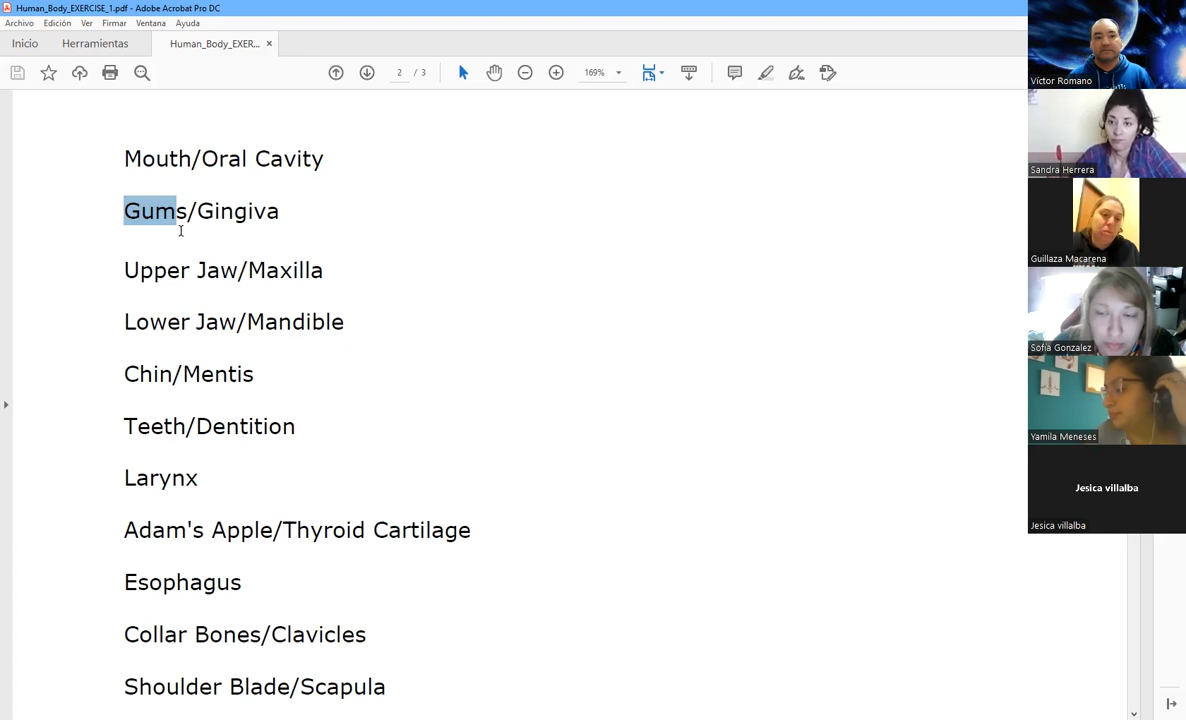 Human_Body_EXERCISE_1.pdf - Adobe Acrobat Pro DC
Archivo Edición Ver Firmar Ventana Ayuda
Inicio Herramientas Human_Body_EXER... ×
2 / 3 169%
Mouth/Oral Cavity
Gums/Gingiva
Upper Jaw/Maxilla
Lower Jaw/Mandible
Chin/Mentis
Teeth/Dentition
Larynx
Adam's Apple/Thyroid Cartilage
Esophagus
Collar Bones/Clavicles
Shoulder Blade/Scapula
Víctor Romano
Sandra Herrera
Guillaza Macarena
Sofía Gonzalez
Yamila Meneses
Jesica villalba
Jesica villalba